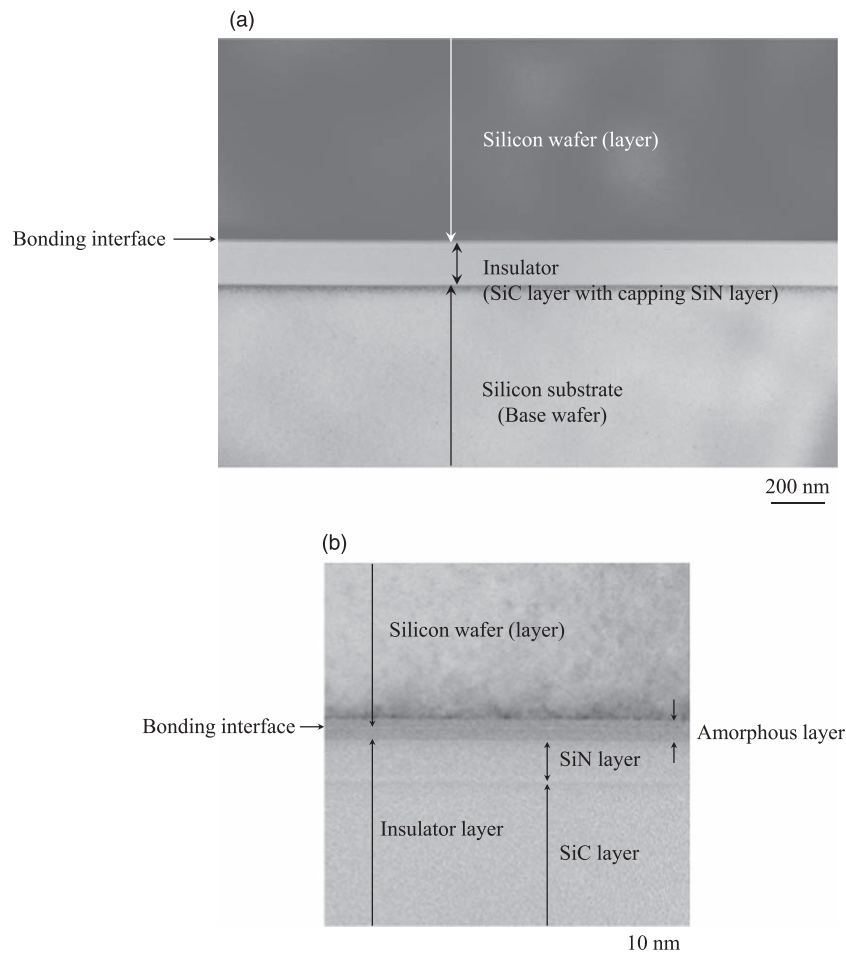 (a)
Silicon wafer (layer)
Bonding interface
Insulator
(SiC layer with capping SiN layer)
Silicon substrate
(Base wafer)
200 nm
(b)
Silicon wafer (layer)
Bonding interface
Amorphous layer
SiN layer
Insulator layer
SiC layer
10 nm